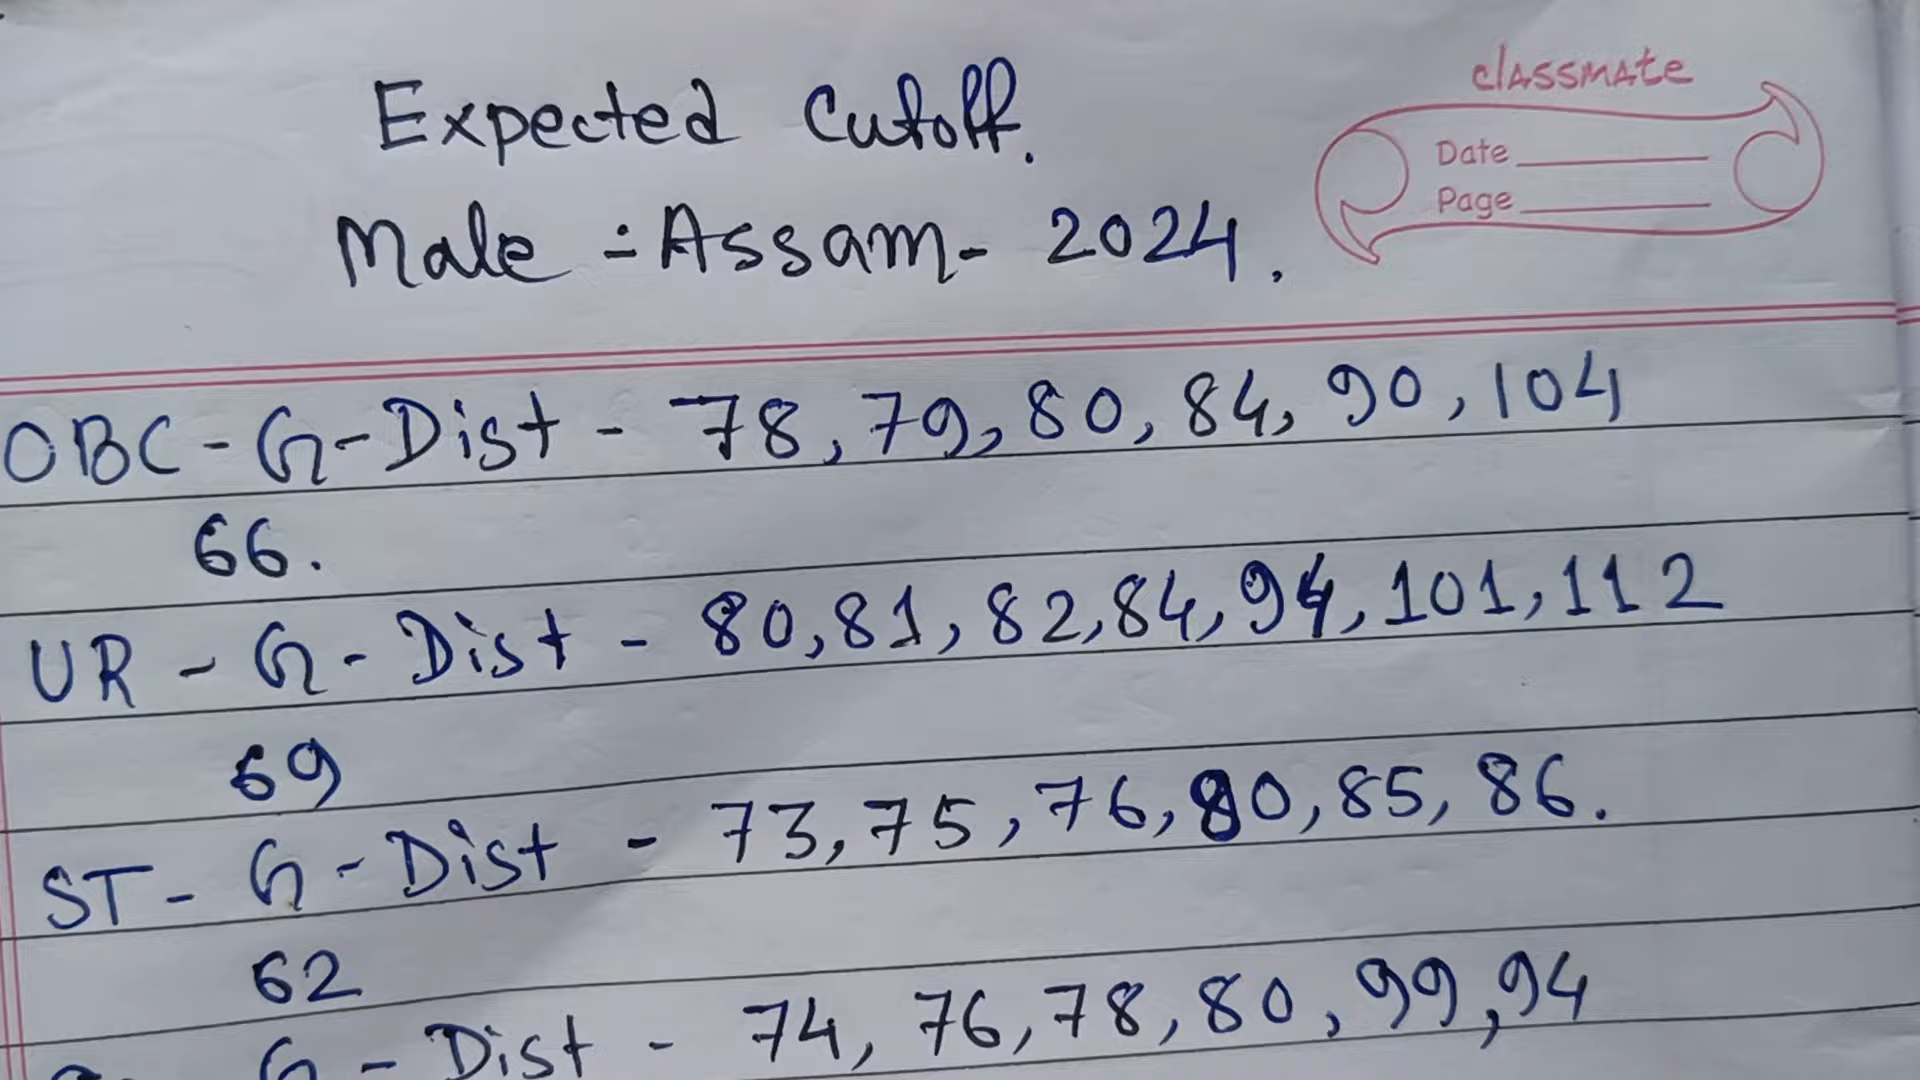 classmate
Date
Page
Expected Cutoff.
Male :- Assam - 2024.
OBC - G - Dist - 78, 79, 80, 84, 90, 104
66.
UR - G - Dist - 80, 81, 82, 84, 94, 101, 112
69
ST - G - Dist - 73, 75, 76, 80, 85, 86.
62
G - Dist - 74, 76, 78, 80, 99, 94